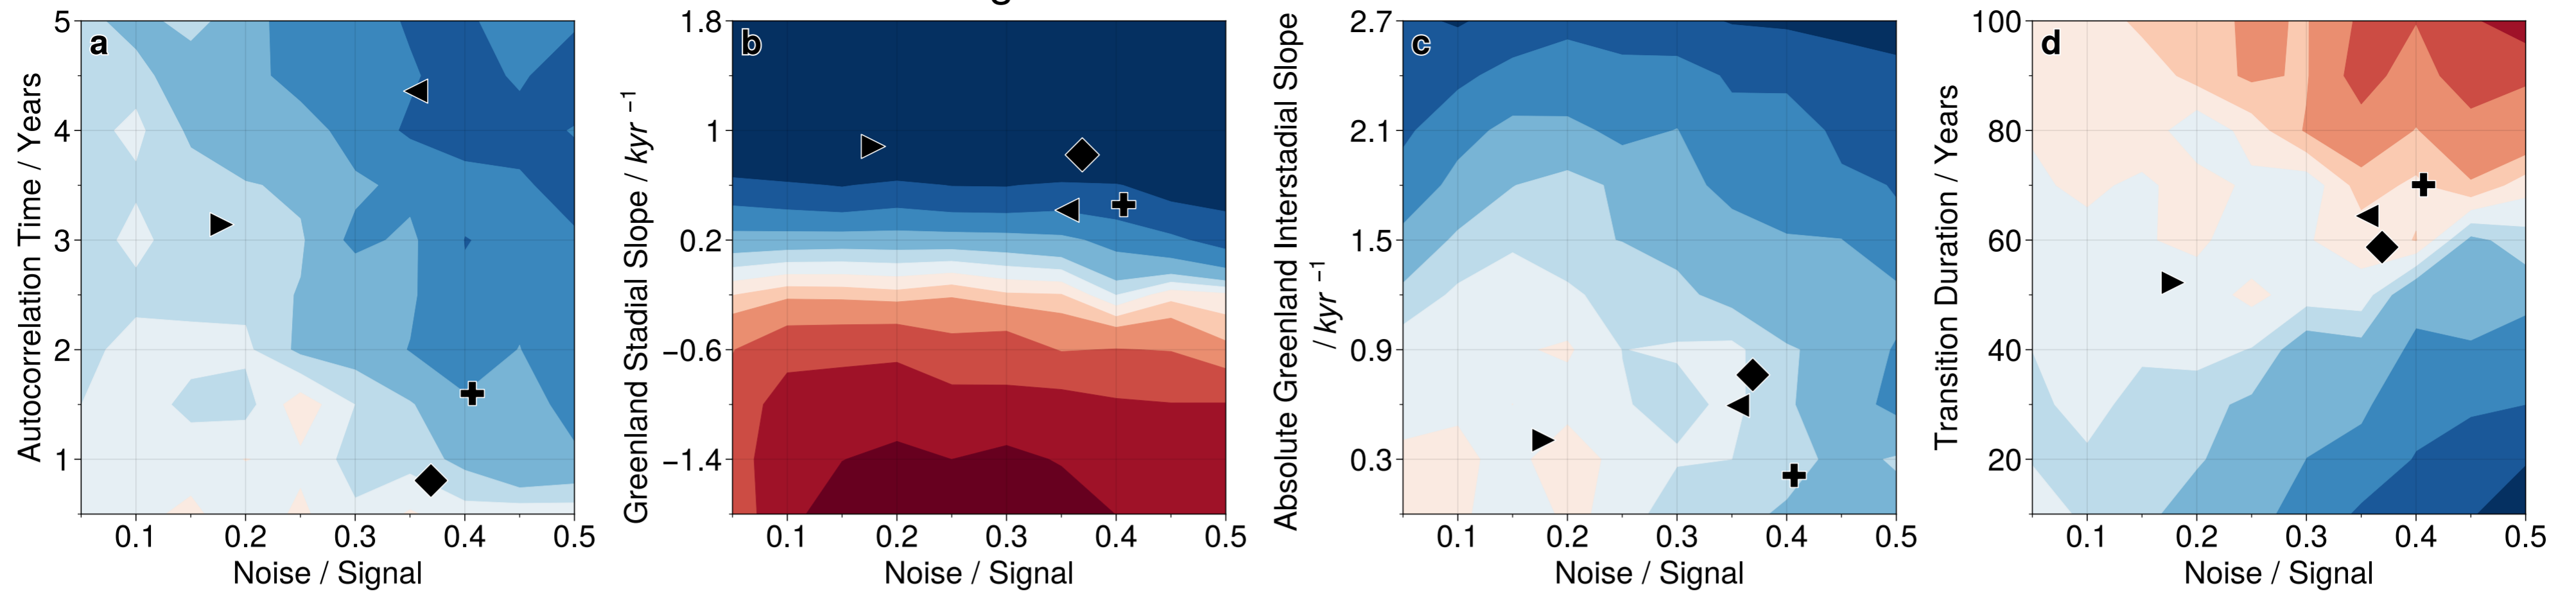 g
a
5
4
3
2
1
Autocorrelation Time / Years
0.1 0.2 0.3 0.4 0.5
Noise / Signal
b
1.8
1
0.2
−0.6
−1.4
Greenland Stadial Slope / kyr −1
0.1 0.2 0.3 0.4 0.5
Noise / Signal
c
2.7
2.1
1.5
0.9
0.3
Absolute Greenland Interstadial Slope
/ kyr −1
0.1 0.2 0.3 0.4 0.5
Noise / Signal
d
100
80
60
40
20
Transition Duration / Years
0.1 0.2 0.3 0.4 0.5
Noise / Signal